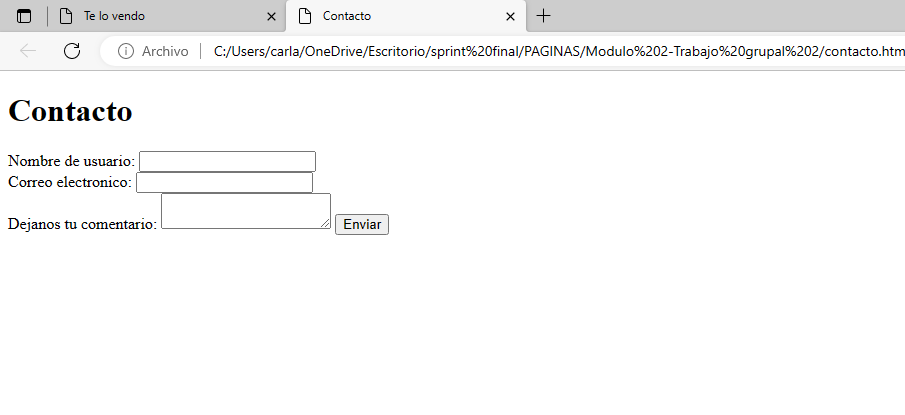 Te lo vendo
Contacto
Archivo C:/Users/carla/OneDrive/Escritorio/sprint%20final/PAGINAS/Modulo%202-Trabajo%20grupal%202/contacto.htm
Contacto
Nombre de usuario:
Correo electronico:
Dejanos tu comentario: Enviar